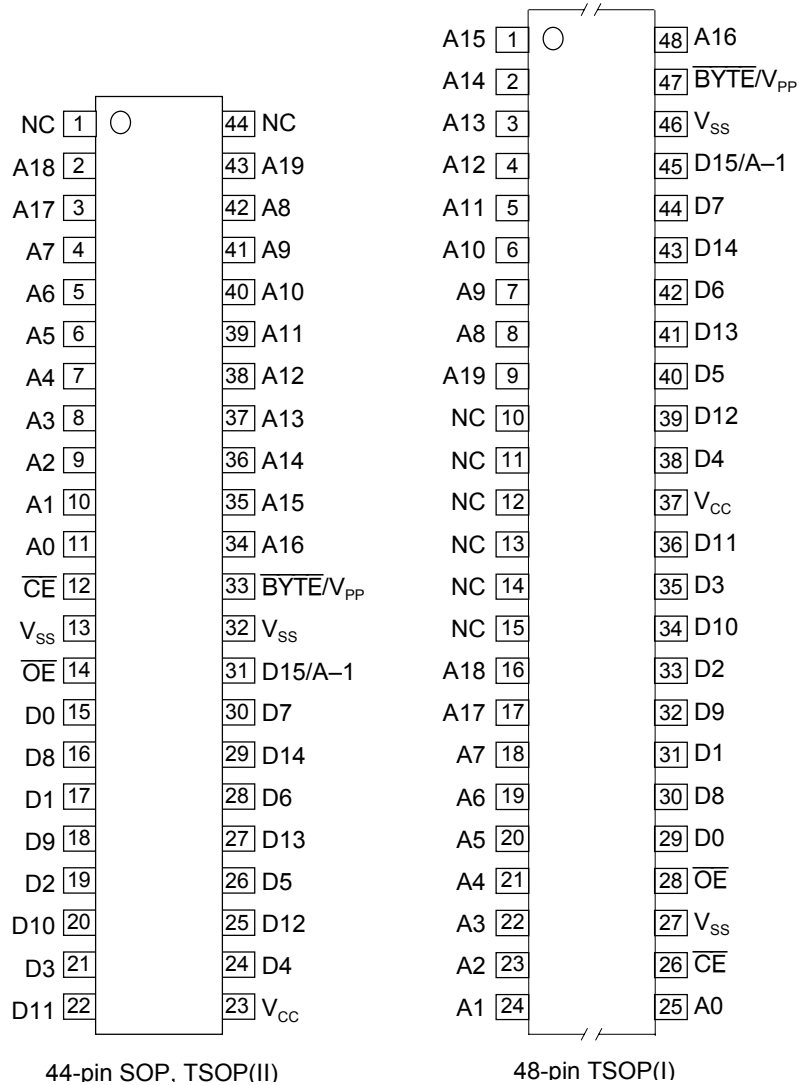 NC 1 44 NC
A18 2 43 A19
A17 3 42 A8
A7 4 41 A9
A6 5 40 A10
A5 6 39 A11
A4 7 38 A12
A3 8 37 A13
A2 9 36 A14
A1 10 35 A15
A0 11 34 A16
C̅E̅ 12 33 B̅Y̅T̅E̅/VPP
VSS 13 32 VSS
O̅E̅ 14 31 D15/A–1
D0 15 30 D7
D8 16 29 D14
D1 17 28 D6
D9 18 27 D13
D2 19 26 D5
D10 20 25 D12
D3 21 24 D4
D11 22 23 VCC
44-pin SOP, TSOP(II)
A15 1 48 A16
A14 2 47 B̅Y̅T̅E̅/VPP
A13 3 46 VSS
A12 4 45 D15/A–1
A11 5 44 D7
A10 6 43 D14
A9 7 42 D6
A8 8 41 D13
A19 9 40 D5
NC 10 39 D12
NC 11 38 D4
NC 12 37 VCC
NC 13 36 D11
NC 14 35 D3
NC 15 34 D10
A18 16 33 D2
A17 17 32 D9
A7 18 31 D1
A6 19 30 D8
A5 20 29 D0
A4 21 28 O̅E̅
A3 22 27 VSS
A2 23 26 C̅E̅
A1 24 25 A0
48-pin TSOP(I)